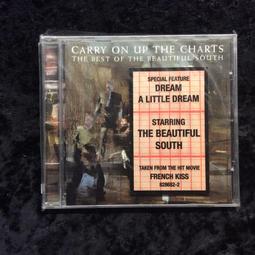 CARRY ON UP THE CHARTS
THE BEST OF THE BEAUTIFUL SOUTH
SPECIAL FEATURE
DREAM
A LITTLE DREAM
STARRING
THE BEAUTIFUL
SOUTH
TAKEN FROM THE HIT MOVIE
FRENCH KISS
828682-2